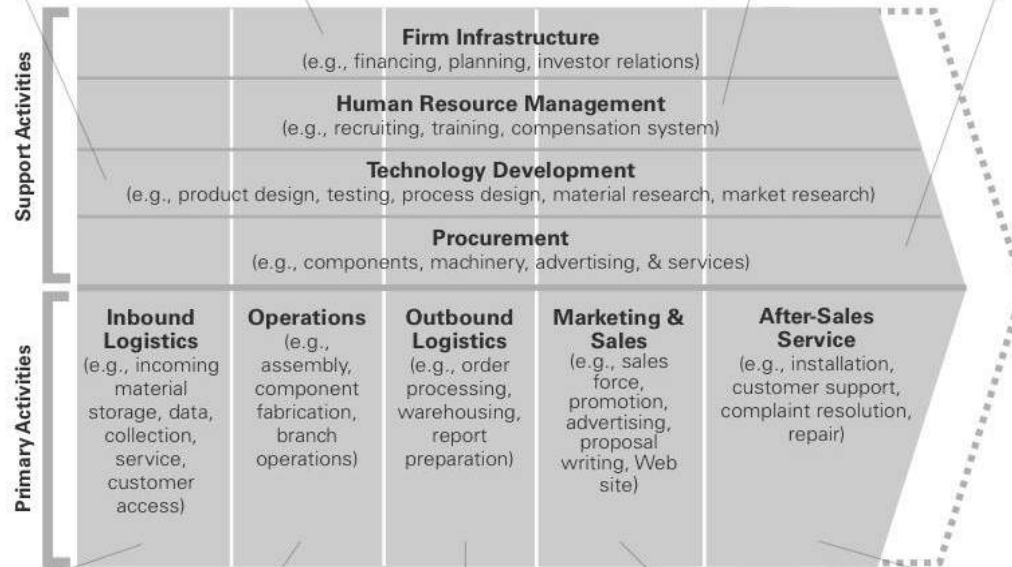 Support Activities
Firm Infrastructure
(e.g., financing, planning, investor relations)
Human Resource Management
(e.g., recruiting, training, compensation system)
Technology Development
(e.g., product design, testing, process design, material research, market research)
Procurement
(e.g., components, machinery, advertising, & services)
Primary Activities
Inbound
Logistics
(e.g., incoming
material
storage, data,
collection,
service,
customer
access)
Operations
(e.g.,
assembly,
component
fabrication,
branch
operations)
Outbound
Logistics
(e.g., order
processing,
warehousing,
report
preparation)
Marketing &
Sales
(e.g., sales
force,
promotion,
advertising,
proposal
writing, Web
site)
After-Sales
Service
(e.g., installation,
customer support,
complaint resolution,
repair)